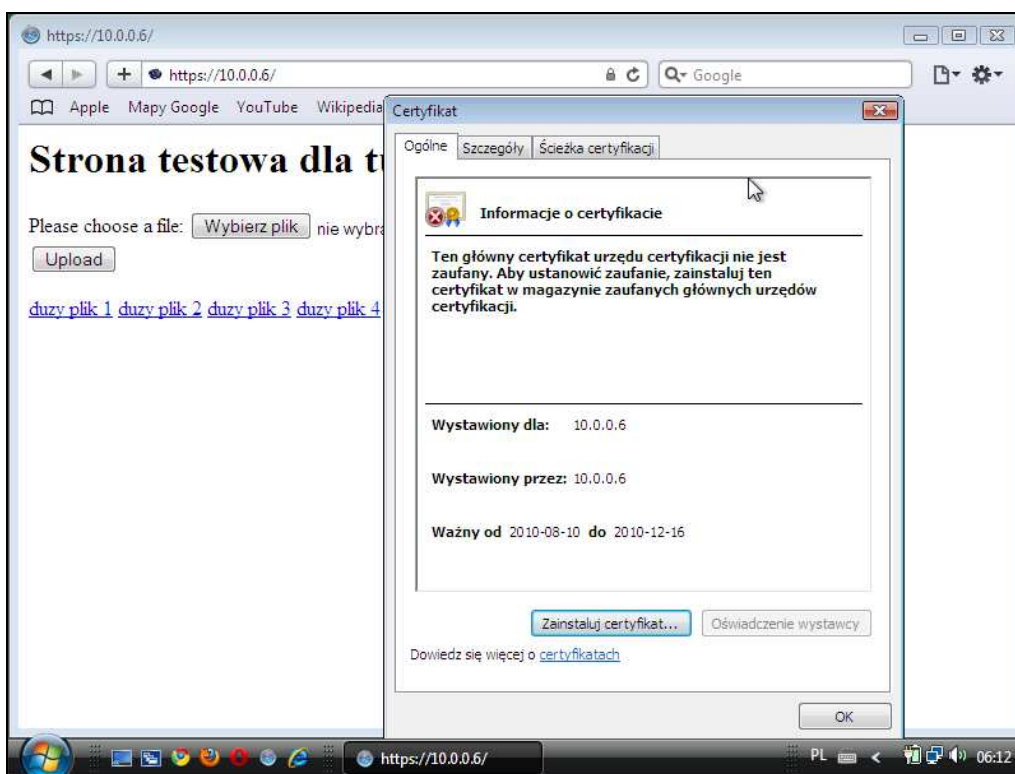 https://10.0.0.6/
https://10.0.0.6/
Google
Apple Mapy Google YouTube Wikipedia
Strona testowa dla
Please choose a file: Wybierz plik nie
Upload
duzy plik 1 duzy plik 2 duzy plik 3 duzy plik 4
Certyfikat
Ogólne Szczegóły Ścieżka certyfikacji
Informacje o certyfikacie
Ten główny certyfikat urzędu certyfikacji nie jest
zaufany. Aby ustanowić zaufanie, zainstaluj ten
certyfikat w magazynie zaufanych głównych urzędów
certyfikacji.
Wystawiony dla: 10.0.0.6
Wystawiony przez: 10.0.0.6
Ważny od 2010-08-10 do 2010-12-16
Zainstaluj certyfikat... Oświadczenie wystawcy
Dowiedz się więcej o certyfikatach
OK
https://10.0.0.6/
PL
06:12